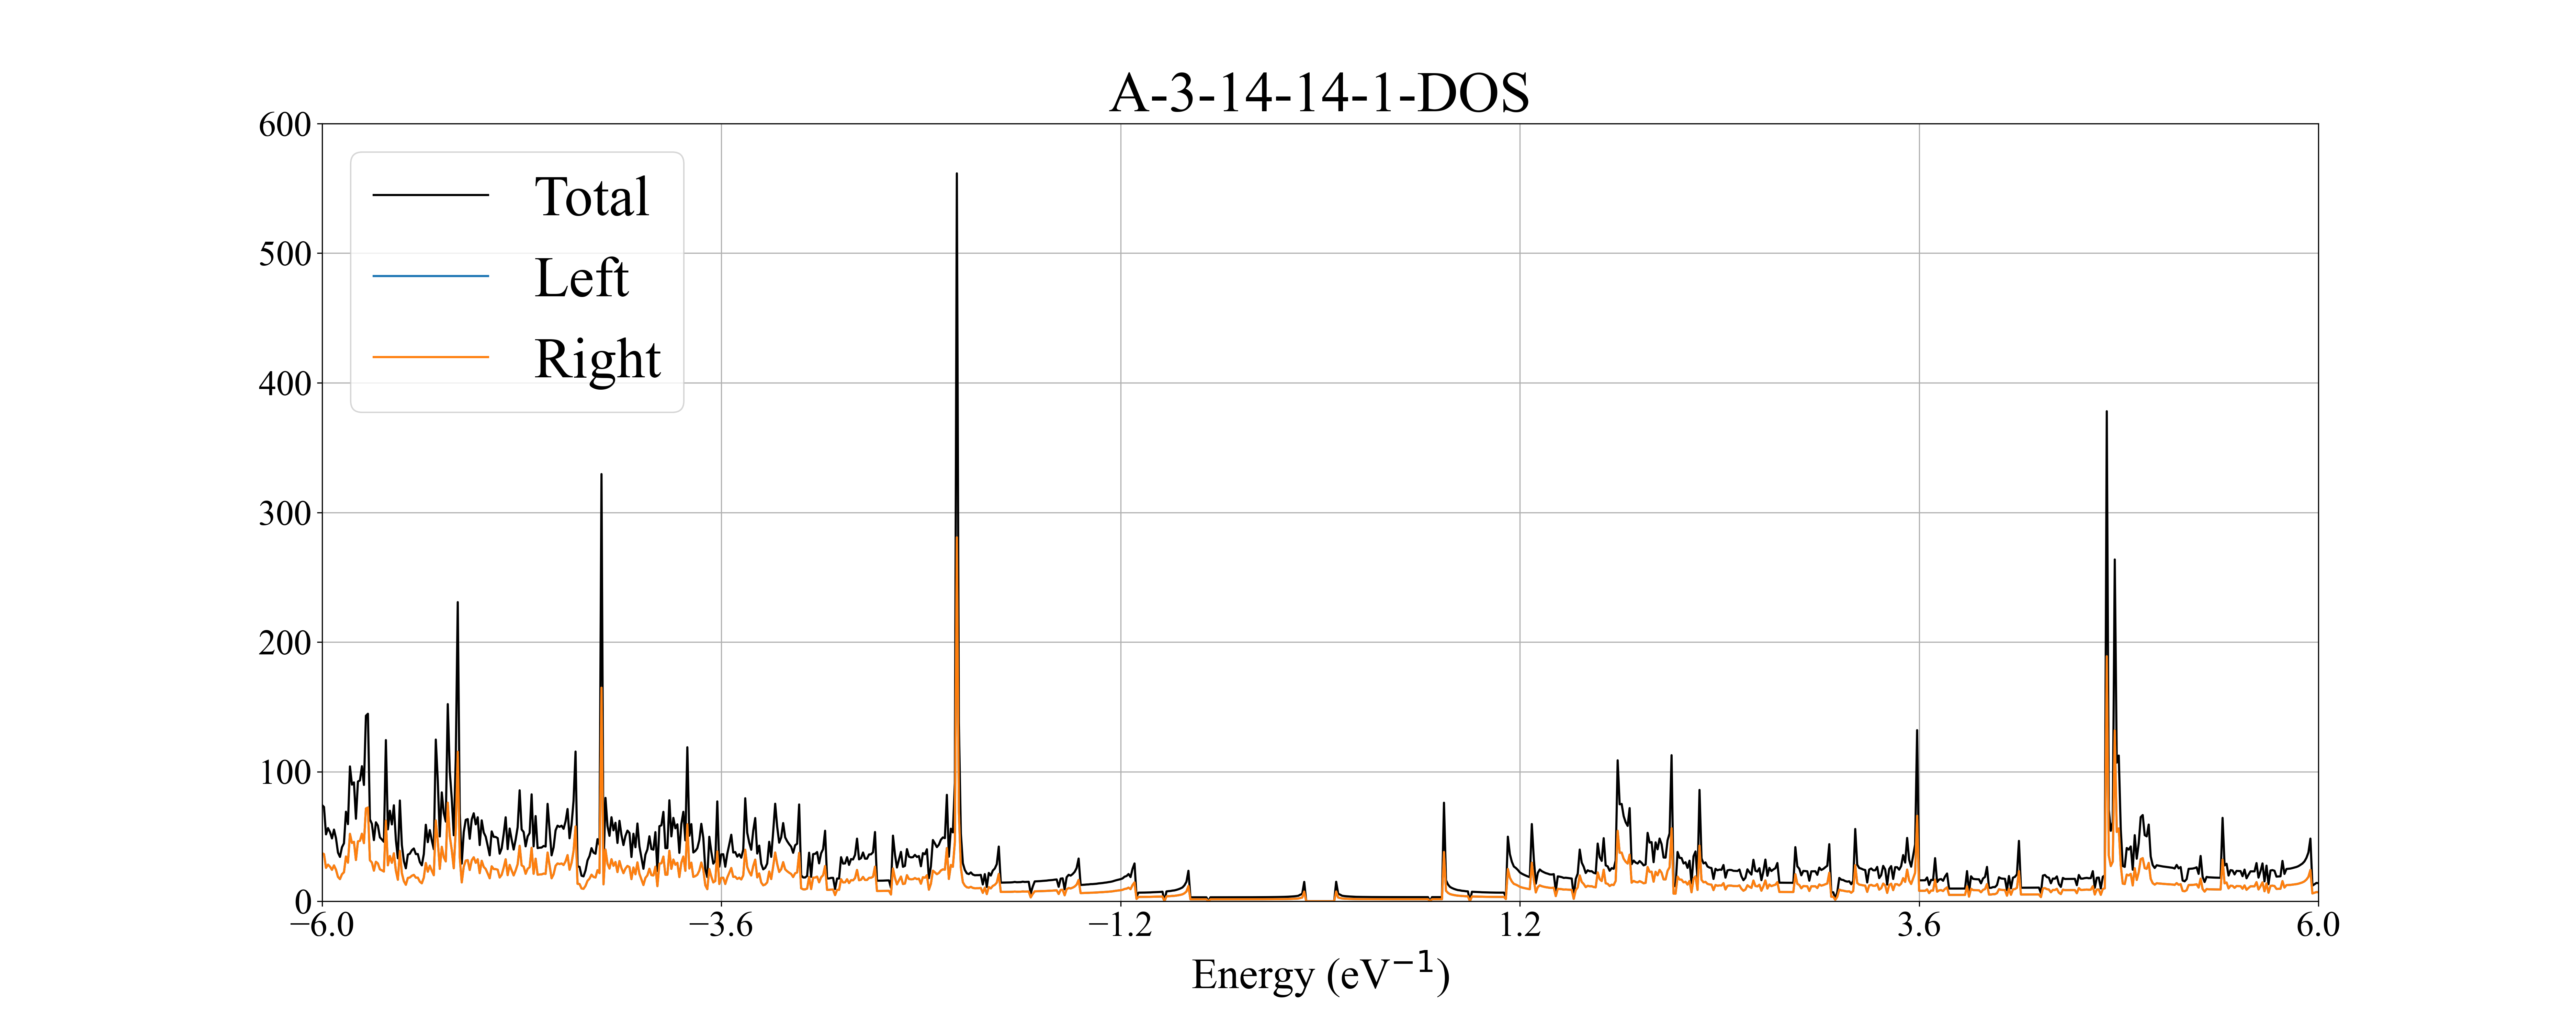 A-3-14-14-1-DOS
600
500
400
300
200
100
0
Total
Left
Right
−6.0 −3.6 −1.2 1.2 3.6 6.0
Energy (eV⁻¹)